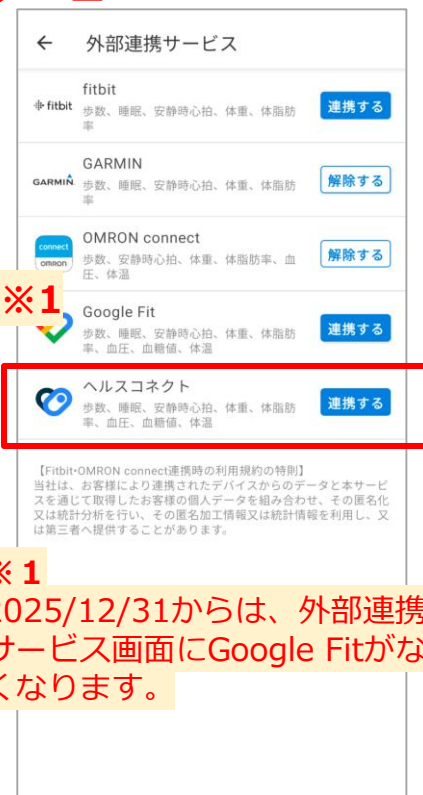 ← 外部連携サービス
fitbit
fitbit
歩数、睡眠、安静時心拍、体重、体脂肪
率
連携する
GARMIN
GARMIN
歩数、睡眠、安静時心拍、体重、体脂肪
率
解除する
connect
omron
OMRON connect
歩数、安静時心拍、体重、体脂肪率、血
圧、体温
解除する
※1
Google Fit
歩数、睡眠、安静時心拍、体重、体脂肪
率、血圧、血糖値、体温
連携する
ヘルスコネクト
歩数、睡眠、安静時心拍、体重、体脂肪
率、血圧、血糖値、体温
連携する
【Fitbit・OMRON connect連携時の利用規約の特則】
当社は、お客様により連携されたデバイスからのデータと本サービ
スを通じて取得したお客様の個人データを組み合わせ、その匿名化
又は統計分析を行い、その匿名加工情報又は統計情報を利用し、又
は第三者へ提供することがあります。
※１
2025/12/31からは、外部連携
サービス画面にGoogle Fitがな
くなります。